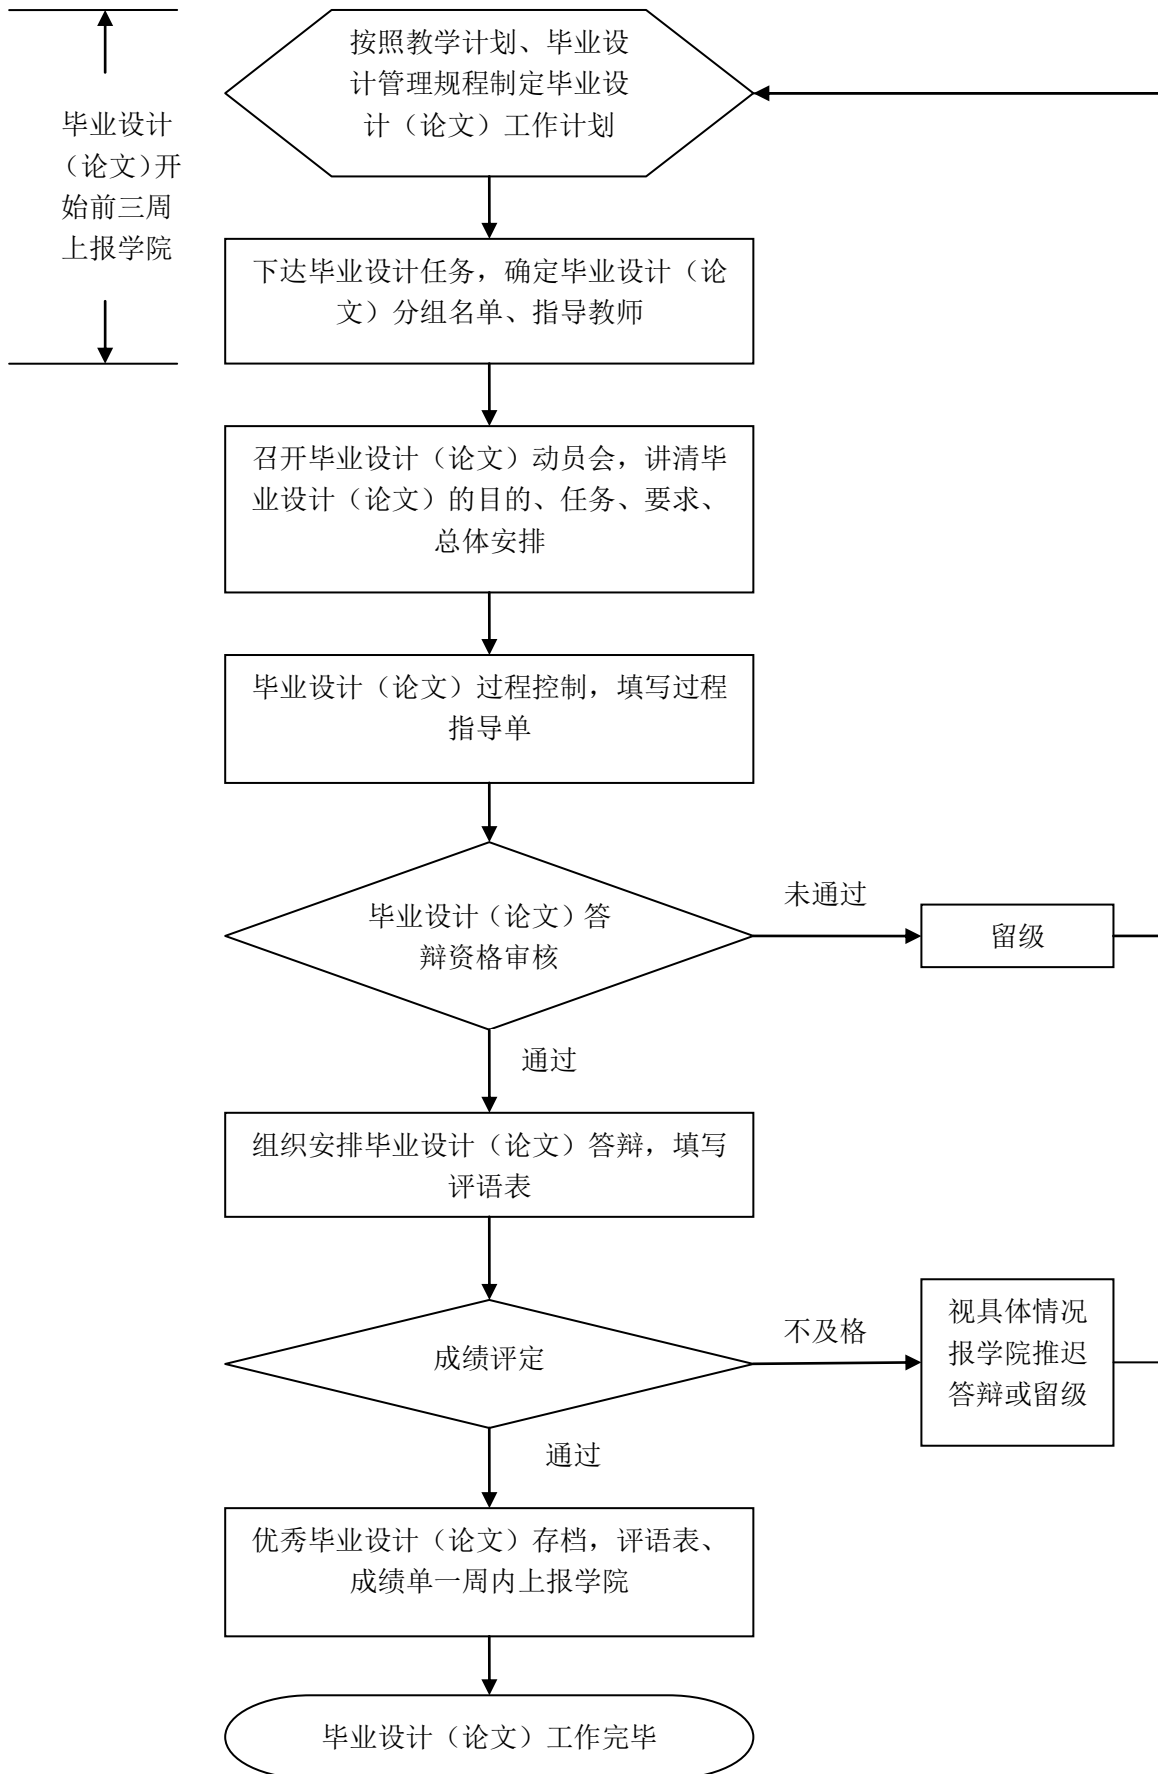 按照教学计划、毕业设
计管理规程制定毕业设
计（论文）工作计划
毕业设计
（论文）开
始前三周
上报学院
下达毕业设计任务，确定毕业设计（论
文）分组名单、指导教师
召开毕业设计（论文）动员会，讲清毕
业设计（论文）的目的、任务、要求、
总体安排
毕业设计（论文）过程控制，填写过程
指导单
毕业设计（论文）答
辩资格审核
未通过
留级
通过
组织安排毕业设计（论文）答辩，填写
评语表
成绩评定
不及格
视具体情况
报学院推迟
答辩或留级
通过
优秀毕业设计（论文）存档，评语表、
成绩单一周内上报学院
毕业设计（论文）工作完毕